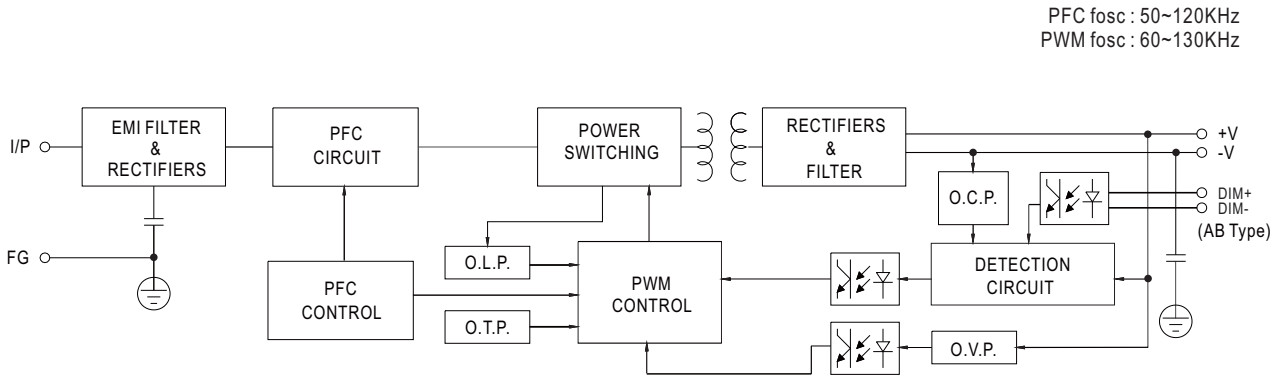 PFC fosc : 50~120KHz
PWM fosc : 60~130KHz
I/P
EMI FILTER
&
RECTIFIERS
PFC
CIRCUIT
POWER
SWITCHING
RECTIFIERS
&
FILTER
+V
-V
DIM+
DIM-
(AB Type)
O.C.P.
FG
O.L.P.
PFC
CONTROL
PWM
CONTROL
DETECTION
CIRCUIT
O.T.P.
O.V.P.